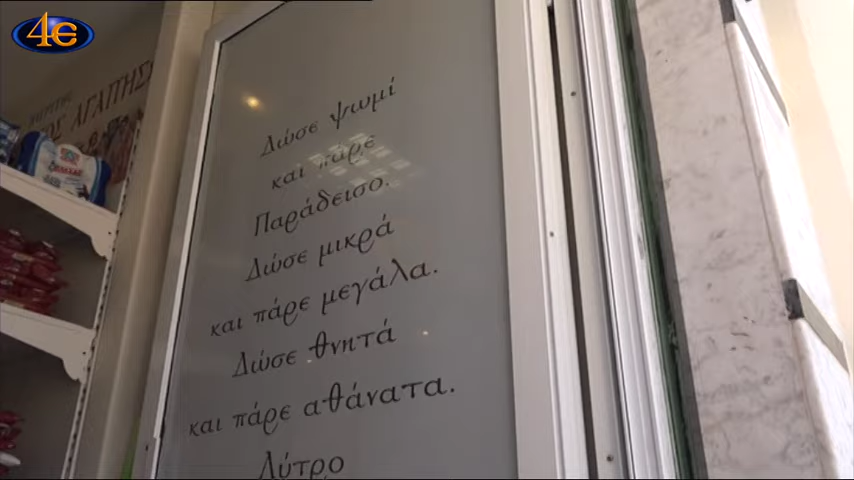 4Ε
ΑΓΑΠΗΣ
Δώσε ψωμί
και πάρε
Παράδεισο.
Δώσε μικρά
και πάρε μεγάλα.
Δώσε θνητά
και πάρε αθάνατα.
Λύτρο